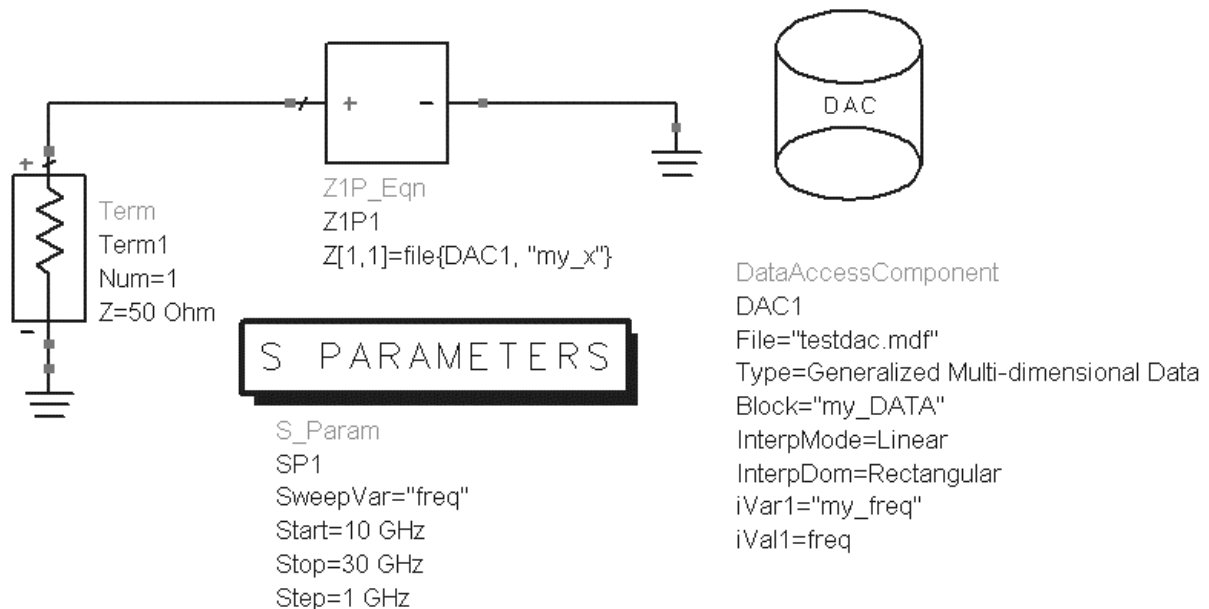 DAC
+
-
Z1P_Eqn
Z1P1
Z[1,1]=file{DAC1, "my_x"}
+
Term
Term1
Num=1
Z=50 Ohm
-
DataAccessComponent
DAC1
File="testdac.mdf"
Type=Generalized Multi-dimensional Data
Block="my_DATA"
InterpMode=Linear
InterpDom=Rectangular
iVar1="my_freq"
iVal1=freq
S PARAMETERS
S_Param
SP1
SweepVar="freq"
Start=10 GHz
Stop=30 GHz
Step=1 GHz